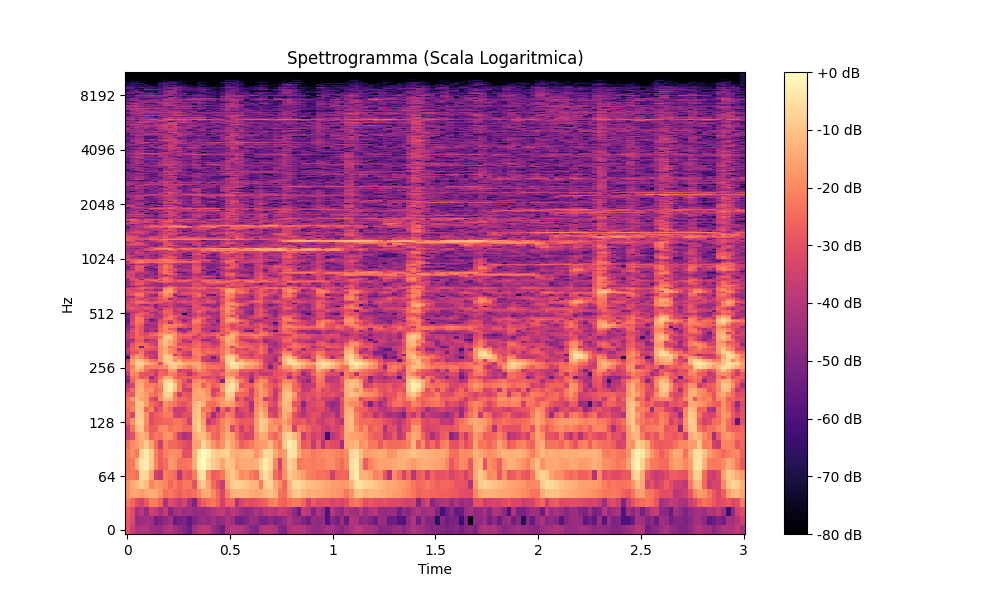 Spettrogramma (Scala Logaritmica)
Hz
8192
4096
2048
1024
512
256
128
64
0
0 0.5 1 1.5 2 2.5 3
Time
+0 dB
-10 dB
-20 dB
-30 dB
-40 dB
-50 dB
-60 dB
-70 dB
-80 dB